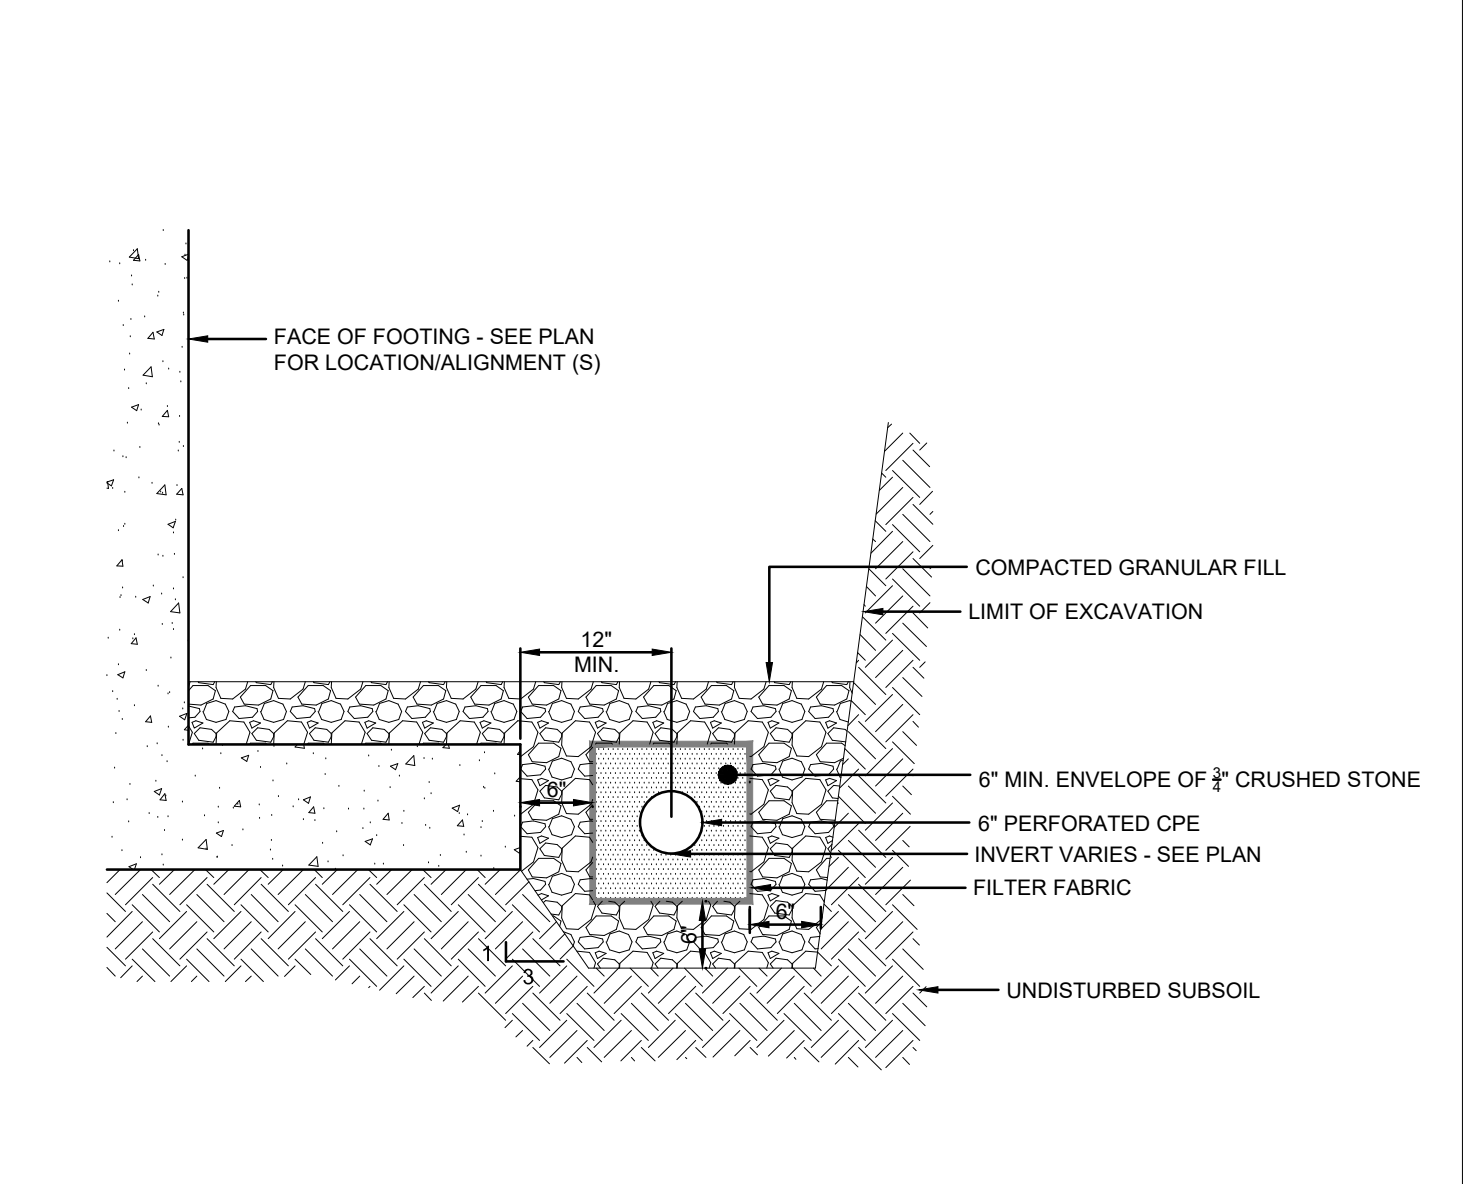 FACE OF FOOTING - SEE PLAN
FOR LOCATION/ALIGNMENT (S)
COMPACTED GRANULAR FILL
LIMIT OF EXCAVATION
12"
MIN.
6" MIN. ENVELOPE OF 3/4" CRUSHED STONE
6"
6" PERFORATED CPE
INVERT VARIES - SEE PLAN
FILTER FABRIC
6"
6"
1
3
UNDISTURBED SUBSOIL